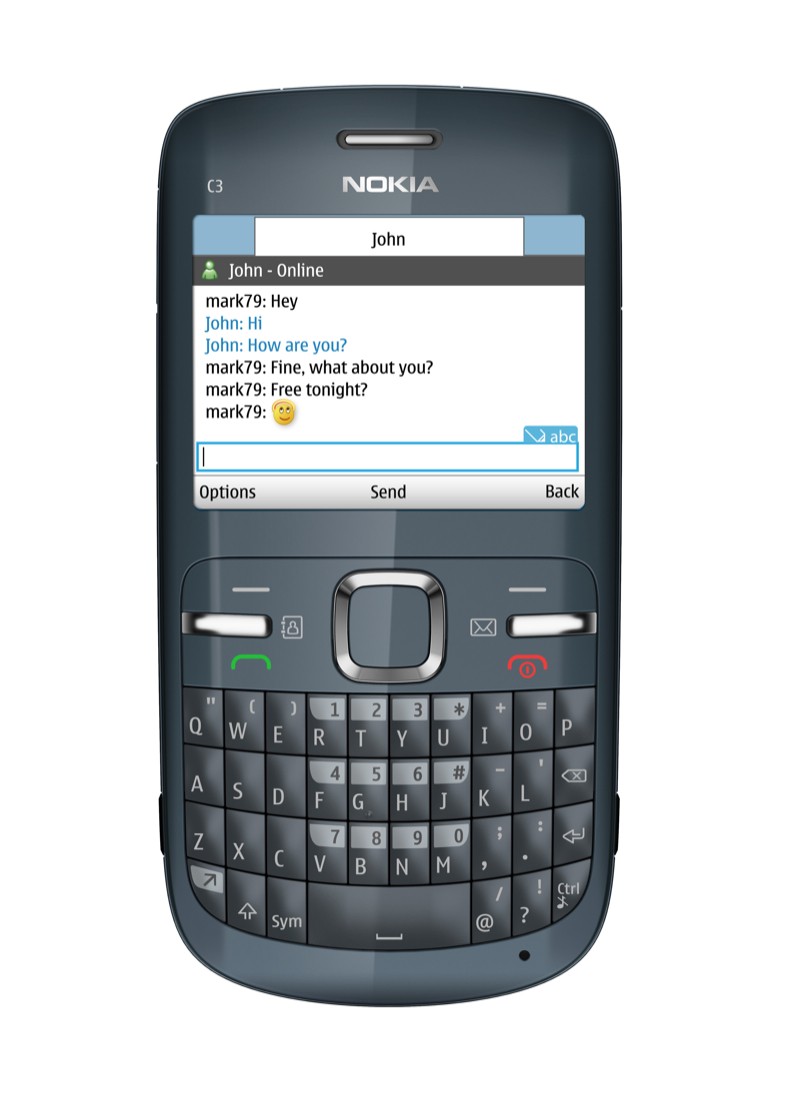 C3
NOKIA
John
John - Online
mark79: Hey
John: Hi
John: How are you?
mark79: Fine, what about you?
mark79: Free tonight?
mark79:
abc
Options Send Back
" ( ) 1 2 3 * + =
Q W E R T Y U I O P
4 5 6 # - '
A S D F G H J K L
7 8 9 0 ; :
Z X C V B N M , .
/ ! Ctrl
Sym @ ?